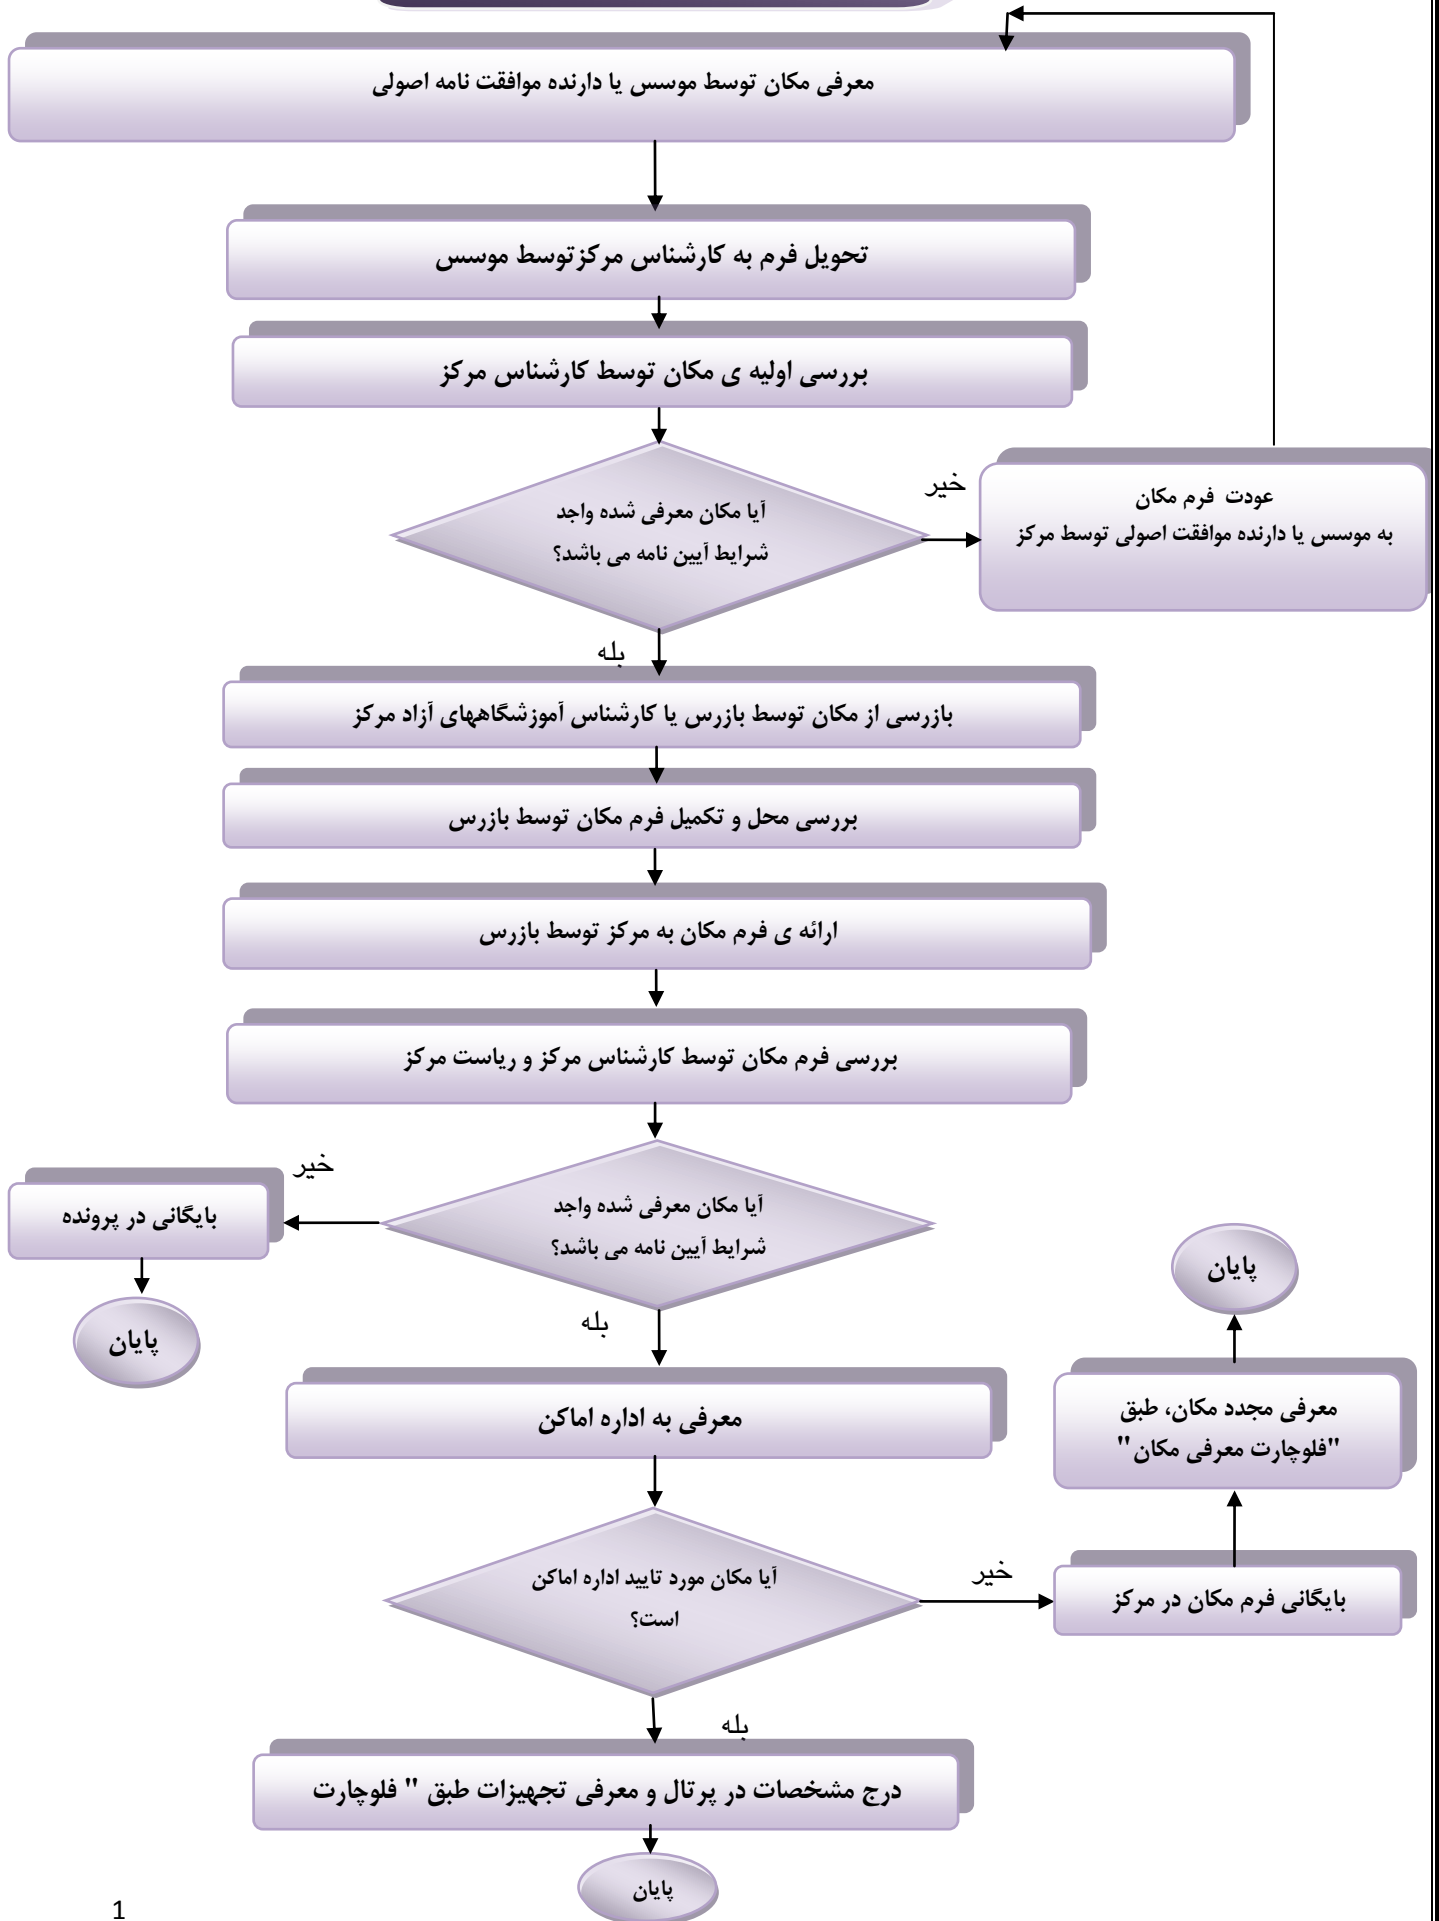 معرفی مکان توسط موسس یا دارنده موافقت نامه اصولی
تحویل فرم به کارشناس مرکزتوسط موسس
بررسی اولیه ی مکان توسط کارشناس مرکز
آیا مکان معرفی شده واجد
شرایط آیین نامه می باشد؟
خیر
عودت فرم مکان
به موسس یا دارنده موافقت اصولی توسط مرکز
بله
بازرسی از مکان توسط بازرس یا کارشناس آموزشگاههای آزاد مرکز
بررسی محل و تکمیل فرم مکان توسط بازرس
ارائه ی فرم مکان به مرکز توسط بازرس
بررسی فرم مکان توسط کارشناس مرکز و ریاست مرکز
آیا مکان معرفی شده واجد
شرایط آیین نامه می باشد؟
خیر
بایگانی در پرونده
پایان
بله
معرفی به اداره اماکن
آیا مکان مورد تایید اداره اماکن
است؟
خیر
بایگانی فرم مکان در مرکز
معرفی مجدد مکان، طبق
"فلوچارت معرفی مکان"
پایان
بله
درج مشخصات در پرتال و معرفی تجهیزات طبق " فلوچارت
پایان
1